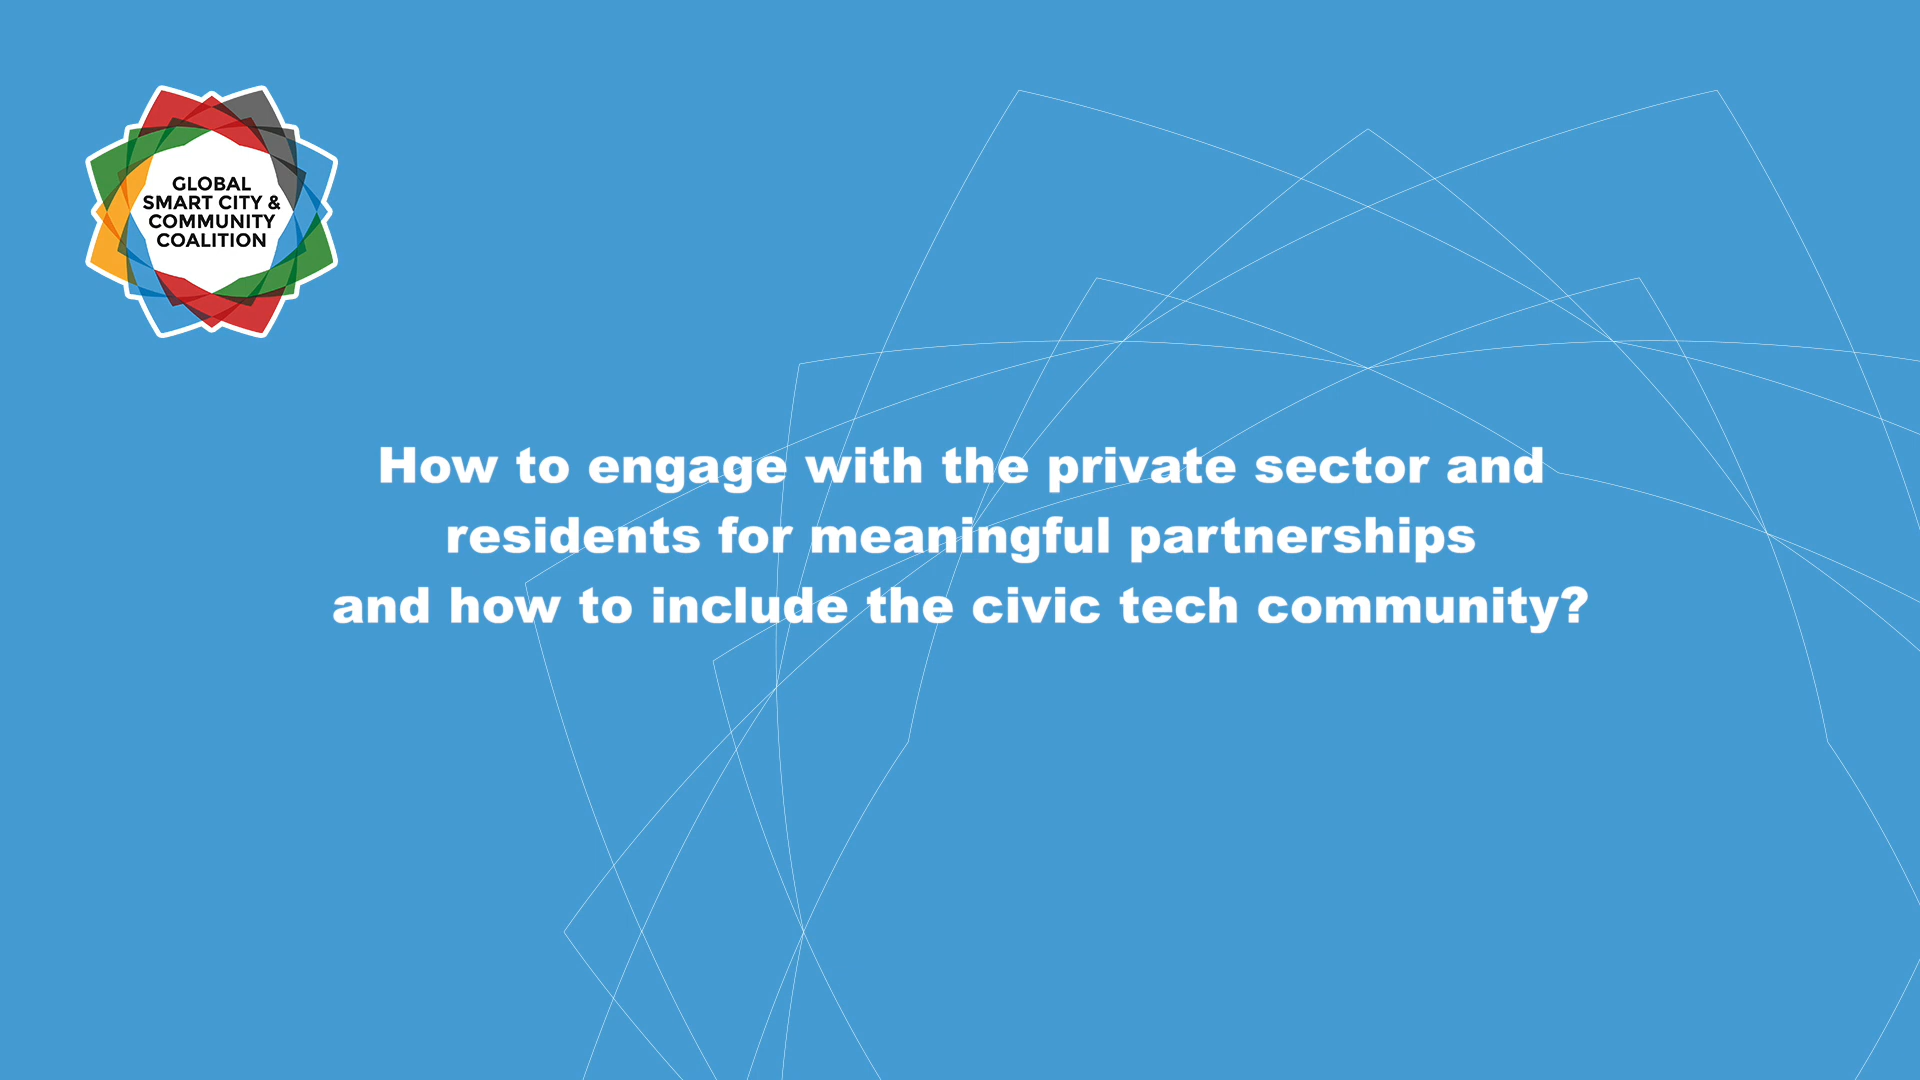 GLOBAL
SMART CITY &
COMMUNITY
COALITION
How to engage with the private sector and
residents for meaningful partnerships
and how to include the civic tech community?